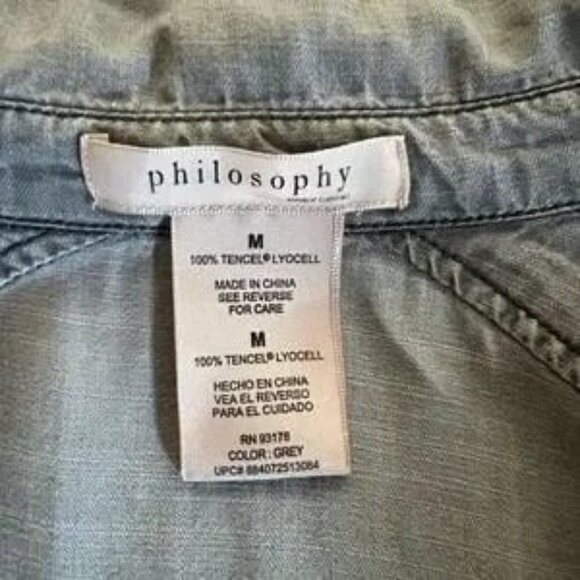 philosophy
M
100% TENCEL® LYOCELL
MADE IN CHINA
SEE REVERSE
FOR CARE
M
100% TENCEL® LYOCELL
HECHO EN CHINA
VEA EL REVERSO
PARA EL CUIDADO
RN 93178
COLOR : GREY
UPC# 884072513084